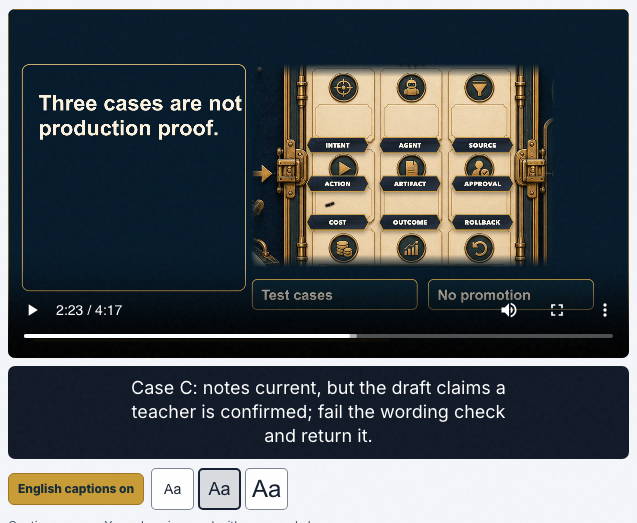 Three cases are not
production proof.
INTENT
AGENT
SOURCE
ACTION
ARTIFACT
APPROVAL
COST
OUTCOME
ROLLBACK
Test cases
No promotion
2:23 / 4:17
Case C: notes current, but the draft claims a
teacher is confirmed; fail the wording check
and return it.
English captions on
Aa
Aa
Aa